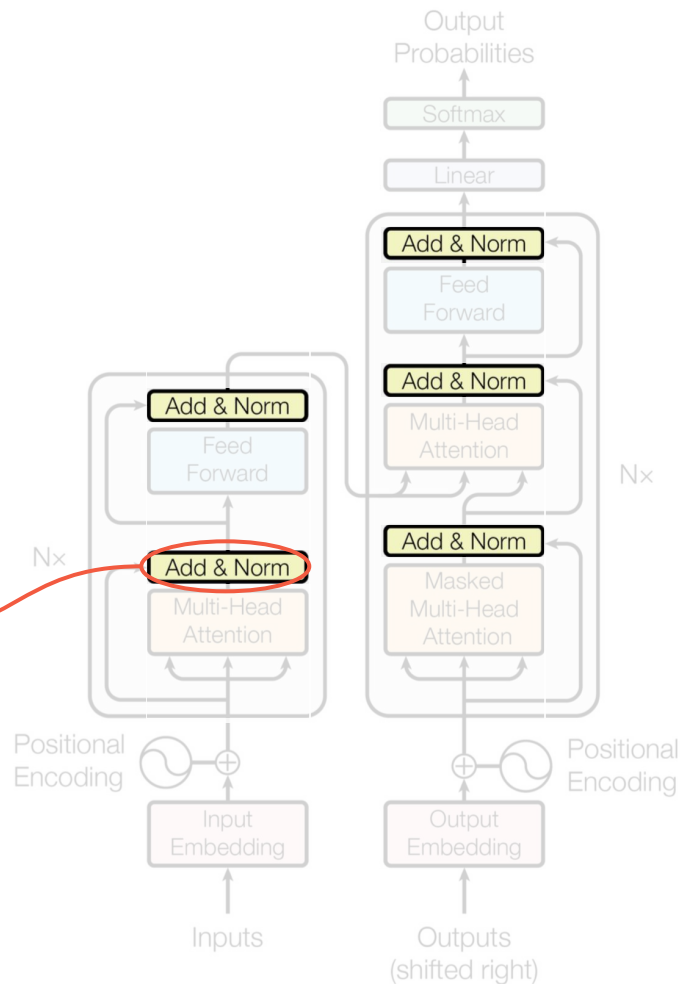 Output
Probabilities
Softmax
Linear
Add & Norm
Feed
Forward
Add & Norm
Multi-Head
Attention
Add & Norm
Masked
Multi-Head
Attention
Nx
Add & Norm
Feed
Forward
Nx
Add & Norm
Multi-Head
Attention
Positional
Encoding
Positional
Encoding
Input
Embedding
Output
Embedding
Inputs
Outputs
(shifted right)